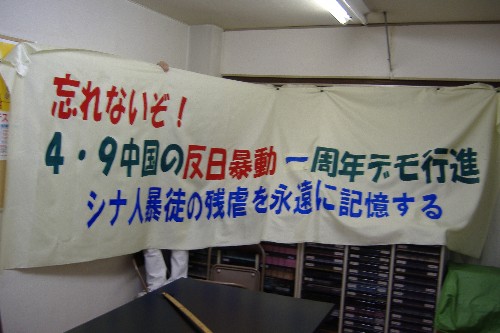 忘れないぞ！
4・9中国の反日暴動 一周年デモ行進
シナ人暴徒の残虐を永遠に記憶する